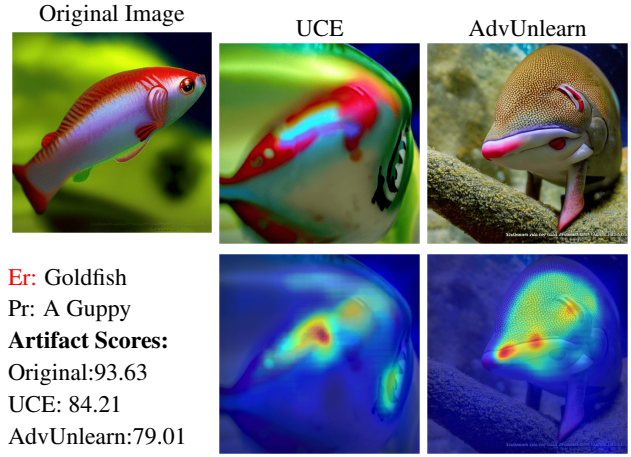 Original Image
UCE
AdvUnlearn
Er: Goldfish
Pr: A Guppy
Artifact Scores:
Original:93.63
UCE: 84.21
AdvUnlearn:79.01